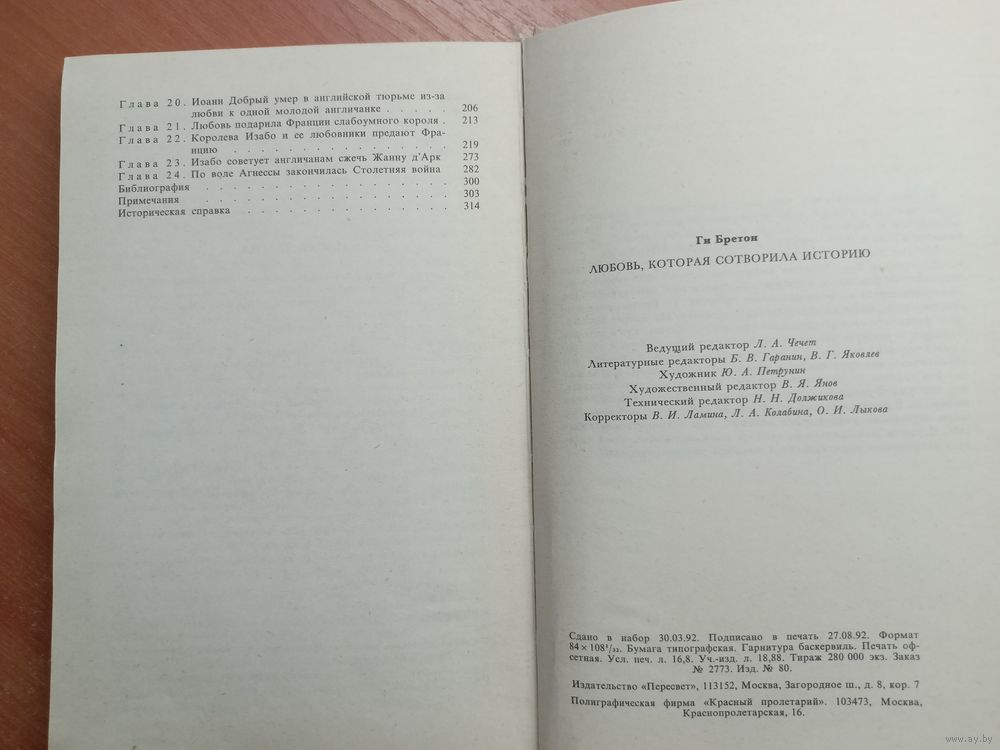 Глава 20. Иоанн Добрый умер в английской тюрьме из-за
любви к одной молодой англичанке . . . . . 206
Глава 21. Любовь подарила Франции слабоумного короля . 213
Глава 22. Королева Изабо и ее любовники предают Фра-
нцию . . . . . . . . . . . . . 219
Глава 23. Изабо советует англичанам сжечь Жанну д'Арк 273
Глава 24. По воле Агнессы закончилась Столетняя война 282
Библиография . . . . . . . . . . . . . . 300
Примечания . . . . . . . . . . . . . . 303
Историческая справка . . . . . . . . . . . . 314
Ги Бретон
ЛЮБОВЬ, КОТОРАЯ СОТВОРИЛА ИСТОРИЮ
Ведущий редактор Л. А. Чечет
Литературные редакторы Б. В. Гаранин, В. Г. Яковлев
Художник Ю. А. Петрунин
Художественный редактор В. Я. Янов
Технический редактор Н. Н. Должикова
Корректоры В. И. Ламина, Л. А. Колабина, О. И. Лыкова
Сдано в набор 30.03.92. Подписано в печать 27.08.92. Формат
84×108¹/₃₂. Бумага типографская. Гарнитура баскервиль. Печать оф-
сетная. Усл. печ. л. 16,8. Уч.-изд. л. 18,88. Тираж 280 000 экз. Заказ
№ 2773. Изд. № 80.
Издательство «Пересвет», 113152, Москва, Загородное ш., д. 8, кор. 7
Полиграфическая фирма «Красный пролетарий». 103473, Москва,
Краснопролетарская, 16.
www.ay.by